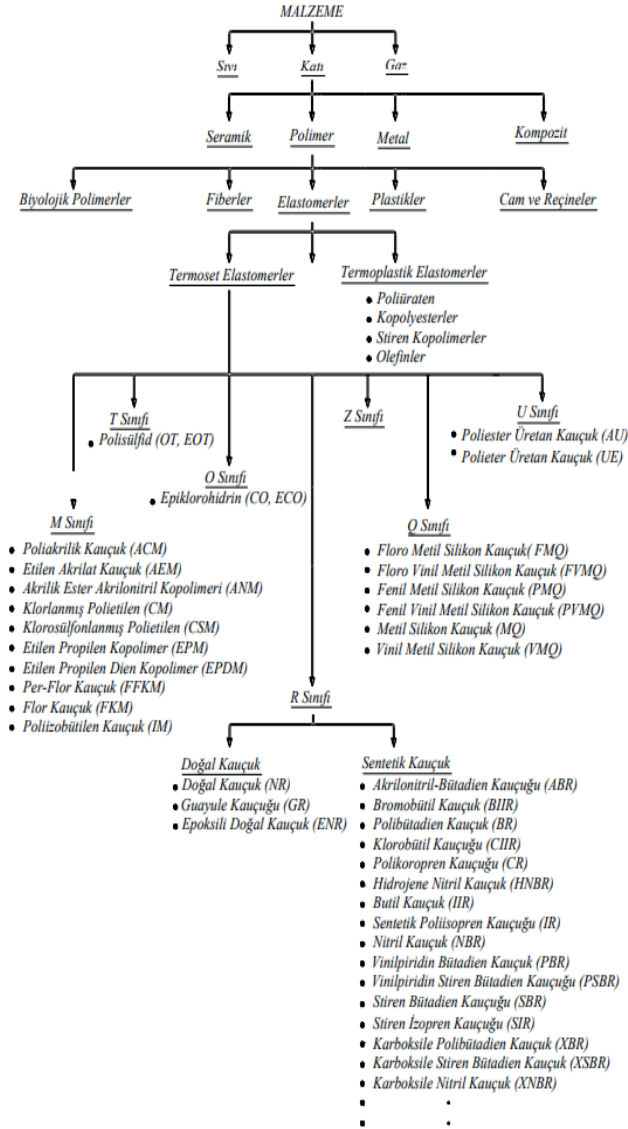 MALZEME
Sıvı
Katı
Gaz
Seramik
Polimer
Metal
Kompozit
Biyolojik Polimerler
Fiberler
Elastomerler
Plastikler
Cam ve Reçineler
Termoset Elastomerler
Termoplastik Elastomerler
• Poliüraten
• Kopolyesterler
• Stiren Kopolimerler
• Olefinler
T Sınıfı
• Polisülfid (OT, EOT)
Z Sınıfı
U Sınıfı
• Poliester Üretan Kauçuk (AU)
• Polieter Üretan Kauçuk (UE)
O Sınıfı
• Epiklorohidrin (CO, ECO)
M Sınıfı
• Poliakrilik Kauçuk (ACM)
• Etilen Akrilat Kauçuk (AEM)
• Akrilik Ester Akrilonitril Kopolimeri (ANM)
• Klorlanmış Polietilen (CM)
• Klorosülfonlanmış Polietilen (CSM)
• Etilen Propilen Kopolimer (EPM)
• Etilen Propilen Dien Kopolimer (EPDM)
• Per-Flor Kauçuk (FFKM)
• Flor Kauçuk (FKM)
• Poliizobütilen Kauçuk (IM)
Q Sınıfı
• Floro Metil Silikon Kauçuk( FMQ)
• Floro Vinil Metil Silikon Kauçuk (FVMQ)
• Fenil Metil Silikon Kauçuk (PMQ)
• Fenil Vinil Metil Silikon Kauçuk (PVMQ)
• Metil Silikon Kauçuk (MQ)
• Vinil Metil Silikon Kauçuk (VMQ)
R Sınıfı
Doğal Kauçuk
• Doğal Kauçuk (NR)
• Guayule Kauçuğu (GR)
• Epoksili Doğal Kauçuk (ENR)
Sentetik Kauçuk
• Akrilonitril-Bütadien Kauçuğu (ABR)
• Bromobütil Kauçuk (BIIR)
• Polibütadien Kauçuk (BR)
• Klorobütil Kauçuğu (CIIR)
• Polikoropren Kauçuğu (CR)
• Hidrojene Nitril Kauçuk (HNBR)
• Butil Kauçuk (IIR)
• Sentetik Poliisopren Kauçuğu (IR)
• Nitril Kauçuk (NBR)
• Vinilpiridin Bütadien Kauçuk (PBR)
• Vinilpiridin Stiren Bütadien Kauçuğu (PSBR)
• Stiren Bütadien Kauçuğu (SBR)
• Stiren İzopren Kauçuğu (SIR)
• Karboksile Polibütadien Kauçuk (XBR)
• Karboksile Stiren Bütadien Kauçuk (XSBR)
• Karboksile Nitril Kauçuk (XNBR)